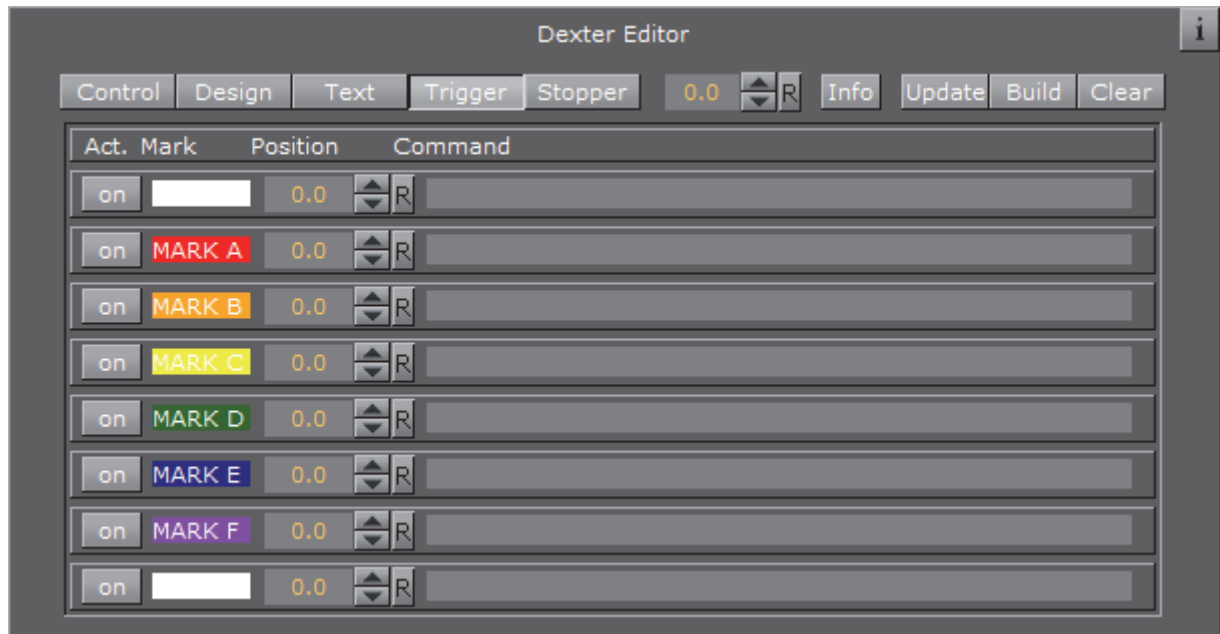 Dexter Editor i
Control Design Text Trigger Stopper 0.0 R Info Update Build Clear
Act. Mark Position Command
on 0.0 R
on MARK A 0.0 R
on MARK B 0.0 R
on MARK C 0.0 R
on MARK D 0.0 R
on MARK E 0.0 R
on MARK F 0.0 R
on 0.0 R